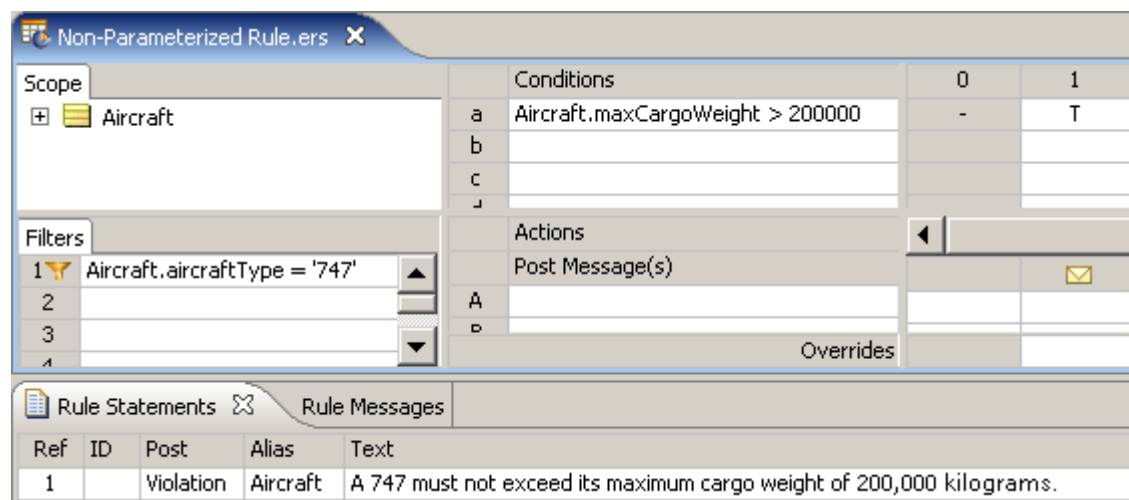 Non-Parameterized Rule.ers
Scope
Aircraft
Conditions 0 1
a Aircraft.maxCargoWeight > 200000 - T
b
c
Filters
1 Aircraft.aircraftType = '747'
2
3
Actions
Post Message(s)
A
Overrides
Rule Statements Rule Messages
Ref ID Post Alias Text
1 Violation Aircraft A 747 must not exceed its maximum cargo weight of 200,000 kilograms.